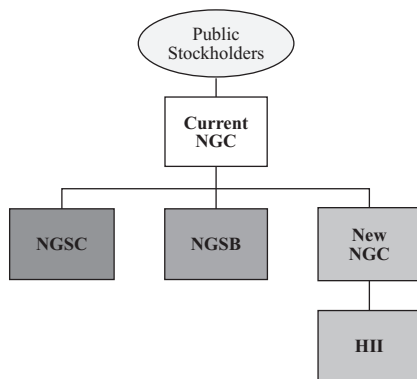 Public
Stockholders
Current
NGC
NGSC
NGSB
New
NGC
HII